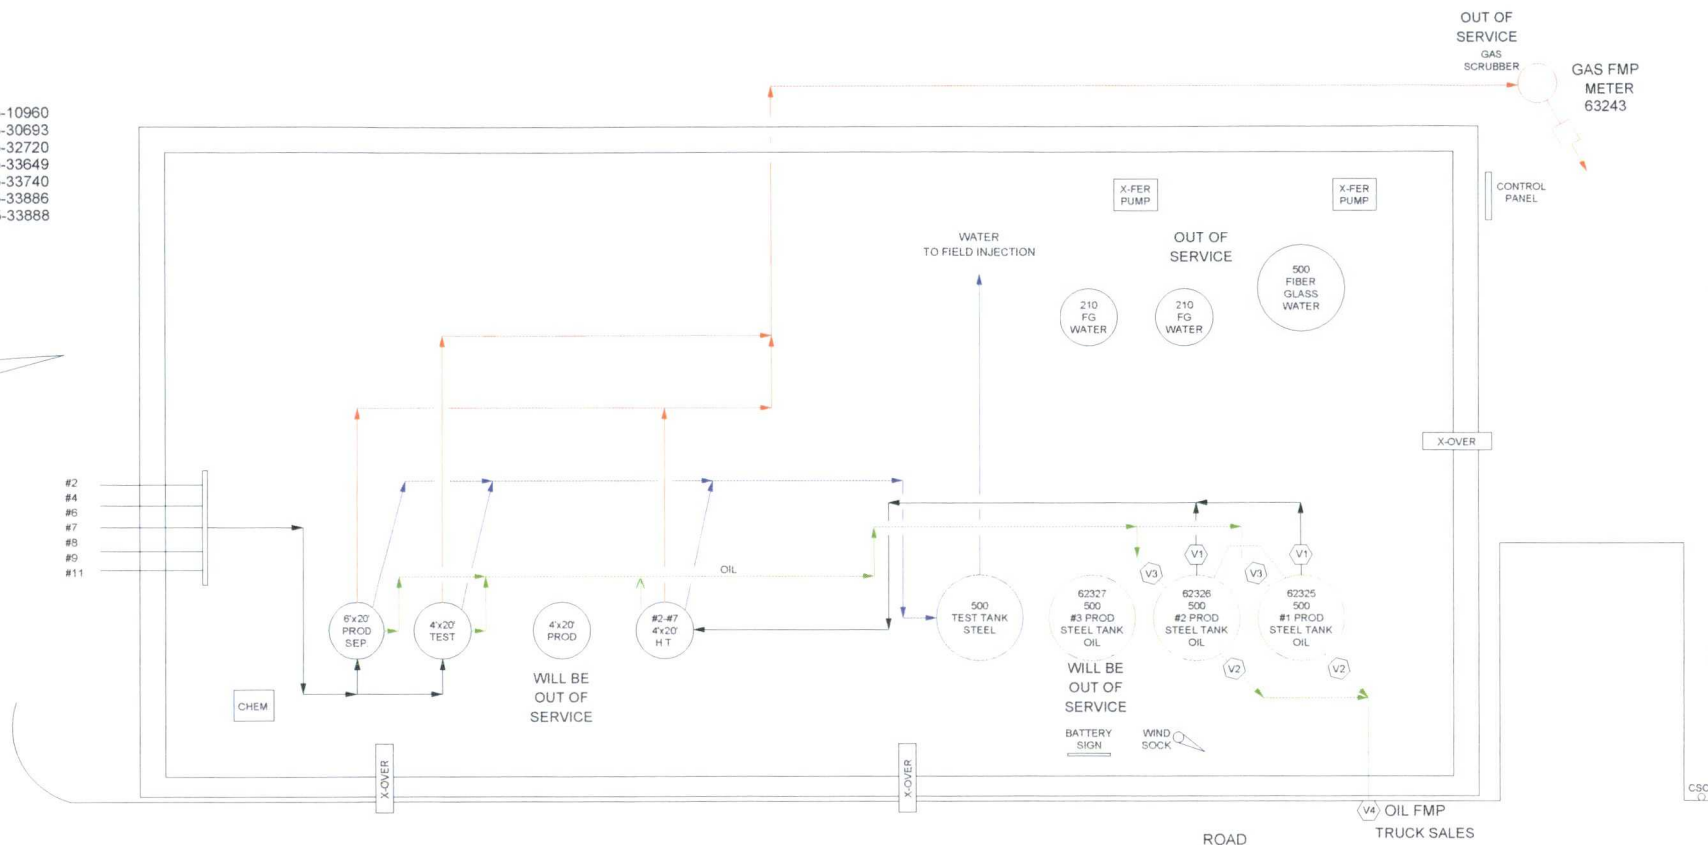 OUT OF
SERVICE
GAS
SCRUBBER
GAS FMP
METER
63243
-10960
-30693
-32720
-33649
-33740
-33886
-33888
X-FER
PUMP
X-FER
PUMP
CONTROL
PANEL
WATER
TO FIELD INJECTION
OUT OF
SERVICE
500
FIBER
GLASS
WATER
210
FG
WATER
210
FG
WATER
X-OVER
#2
#4
#6
#7
#8
#9
#11
OIL
V1
V1
V3
V3
6'x20'
PROD
SEP.
4'x20'
TEST
4'x20'
PROD
#2-#7
4'x20'
H T
500
TEST TANK
STEEL
62327
500
#3 PROD
STEEL TANK
OIL
62326
500
#2 PROD
STEEL TANK
OIL
62325
500
#1 PROD
STEEL TANK
OIL
V2
V2
WILL BE
OUT OF
SERVICE
WILL BE
OUT OF
SERVICE
CHEM
BATTERY
SIGN
WIND
SOCK
X-OVER
X-OVER
CSO
V4 OIL FMP
TRUCK SALES
ROAD